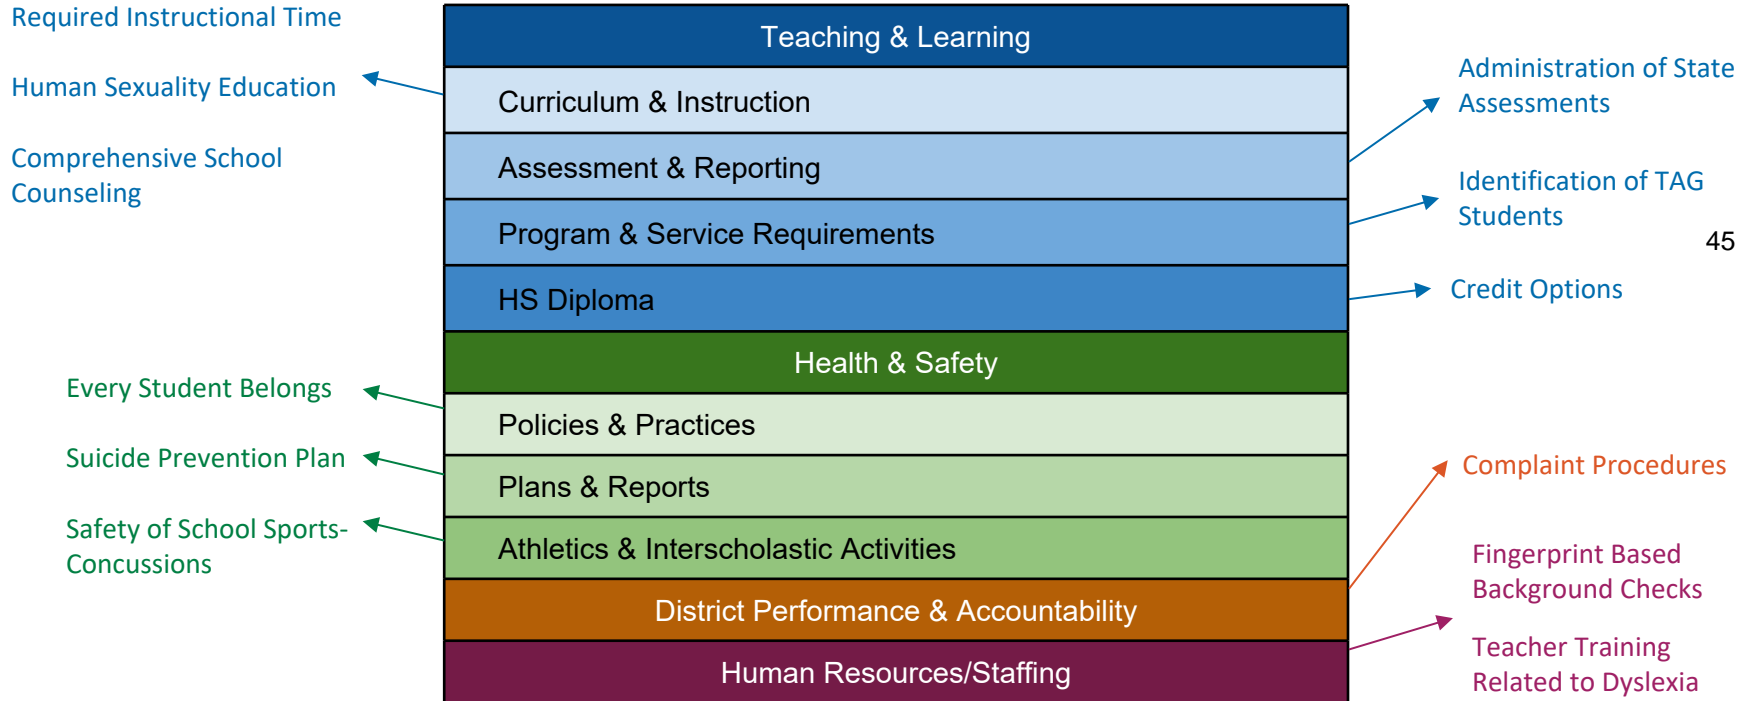 Required Instructional Time
Human Sexuality Education
Comprehensive School
Counseling
Teaching & Learning
Curriculum & Instruction
Assessment & Reporting
Program & Service Requirements
HS Diploma
Administration of State
Assessments
Identification of TAG
Students
45
Credit Options
Health & Safety
Every Student Belongs
Suicide Prevention Plan
Safety of School Sports-
Concussions
Policies & Practices
Plans & Reports
Athletics & Interscholastic Activities
District Performance & Accountability
Human Resources/Staffing
Complaint Procedures
Fingerprint Based
Background Checks
Teacher Training
Related to Dyslexia